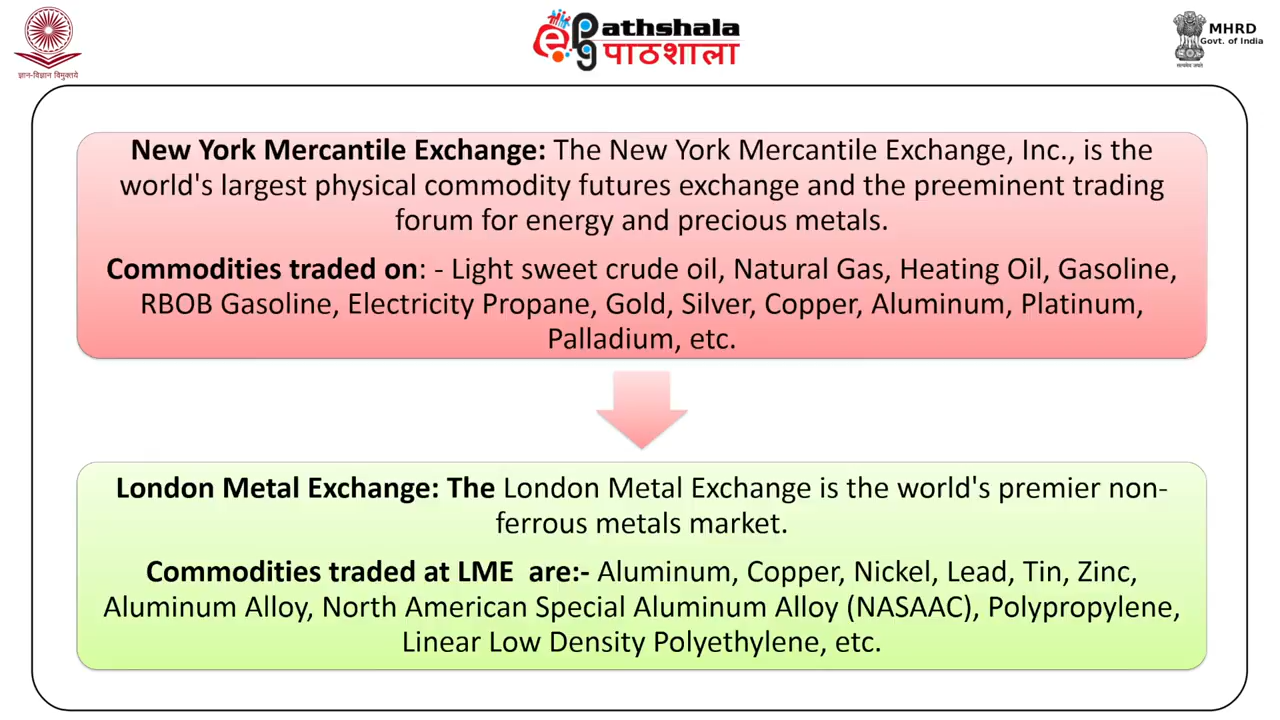 ज्ञान-विज्ञान विमुक्तये
epgathshala
पाठशाला
MHRD
Govt. of India
सत्यमेव जयते
New York Mercantile Exchange: The New York Mercantile Exchange, Inc., is the
world's largest physical commodity futures exchange and the preeminent trading
forum for energy and precious metals.
Commodities traded on: - Light sweet crude oil, Natural Gas, Heating Oil, Gasoline,
RBOB Gasoline, Electricity Propane, Gold, Silver, Copper, Aluminum, Platinum,
Palladium, etc.
London Metal Exchange: The London Metal Exchange is the world's premier non-
ferrous metals market.
Commodities traded at LME  are:- Aluminum, Copper, Nickel, Lead, Tin, Zinc,
Aluminum Alloy, North American Special Aluminum Alloy (NASAAC), Polypropylene,
Linear Low Density Polyethylene, etc.